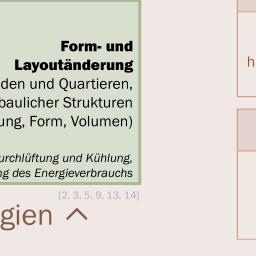 Form- und
Layoutänderung
den und Quartieren,
baulicher Strukturen
ung, Form, Volumen)
urchlüftung und Kühlung,
ng des Energieverbrauchs
[2, 3, 5, 9, 13, 14]
gien
h